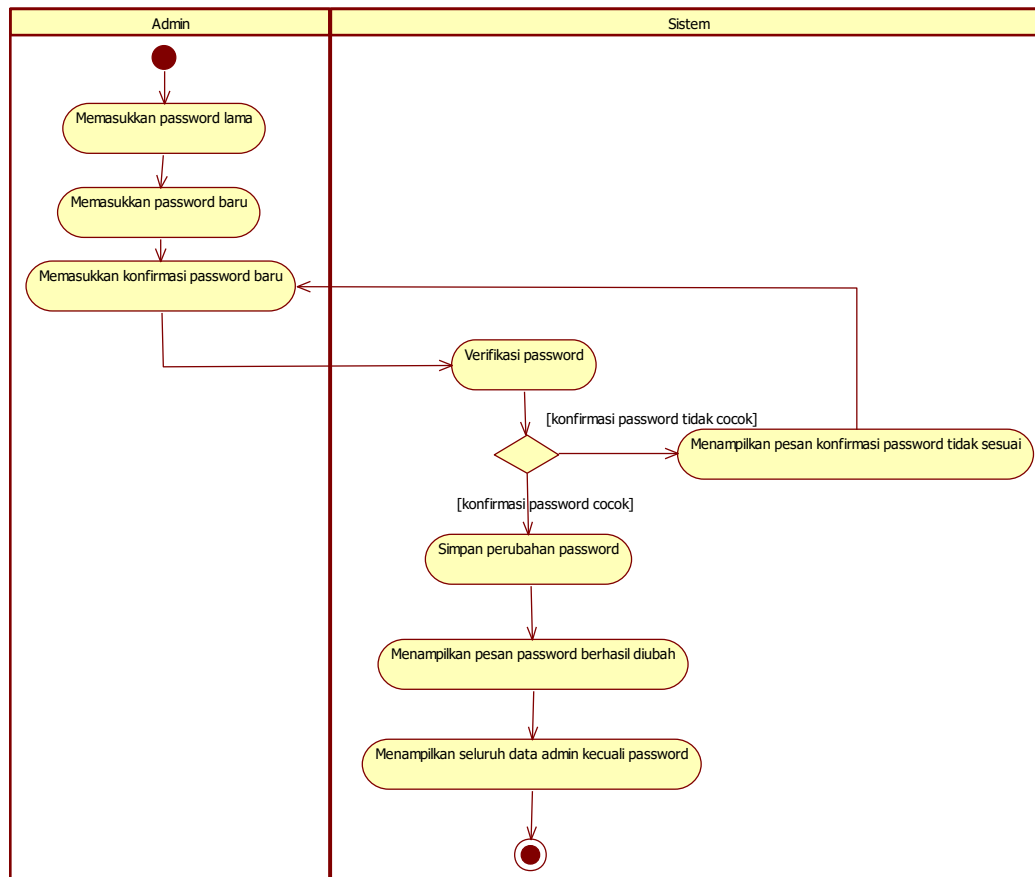 Admin
Sistem
Memasukkan password lama
Memasukkan password baru
Memasukkan konfirmasi password baru
Verifikasi password
[konfirmasi password tidak cocok]
Menampilkan pesan konfirmasi password tidak sesuai
[konfirmasi password cocok]
Simpan perubahan password
Menampilkan pesan password berhasil diubah
Menampilkan seluruh data admin kecuali password